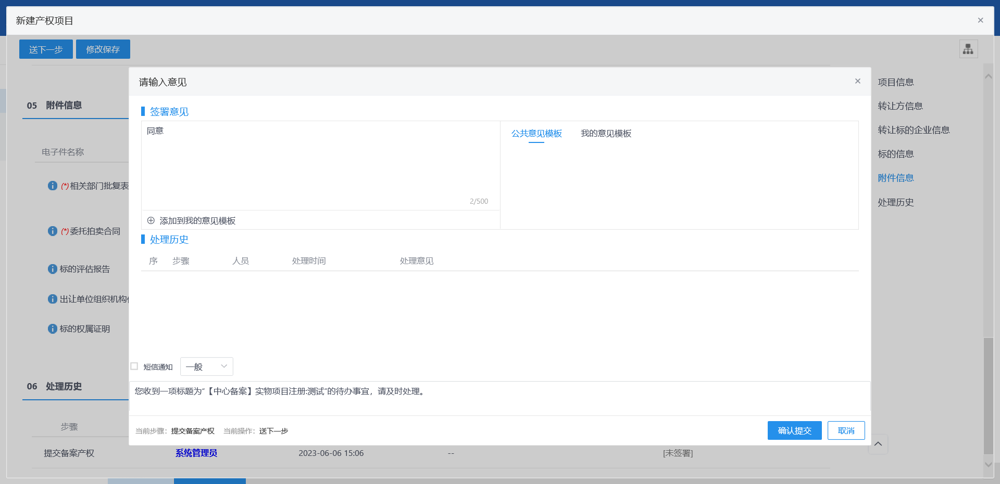 新建产权项目
送下一步 修改保存
05 附件信息
电子件名称
(*)相关部门批复表
(*)委托拍卖合同
标的评估报告
出让单位组织机构
标的权属证明
06 处理历史
步骤
提交备案产权 系统管理员 2023-06-06 15:06 -- [未签署]
请输入意见
签署意见
同意
2/500
添加到我的意见模板
公共意见模板 我的意见模板
处理历史
序 步骤 人员 处理时间 处理意见
短信通知 一般
您收到一项标题为"【中心备案】实物项目注册:测试"的待办事宜，请及时处理。
当前步骤：提交备案产权 当前操作：送下一步
确认提交 取消
项目信息
转让方信息
转让标的企业信息
标的信息
附件信息
处理历史